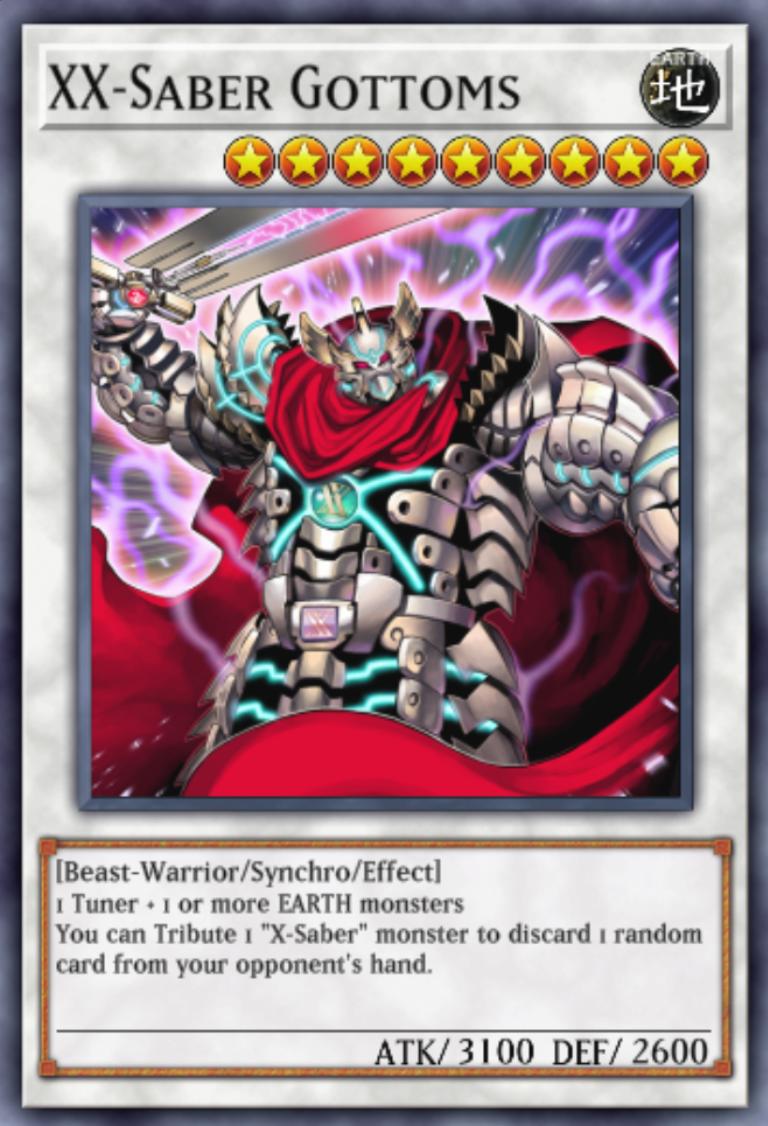 XX-Saber Gottoms
EARTH
地
[Beast-Warrior/Synchro/Effect]
1 Tuner + 1 or more EARTH monsters
You can Tribute 1 "X-Saber" monster to discard 1 random
card from your opponent's hand.
ATK/ 3100 DEF/ 2600